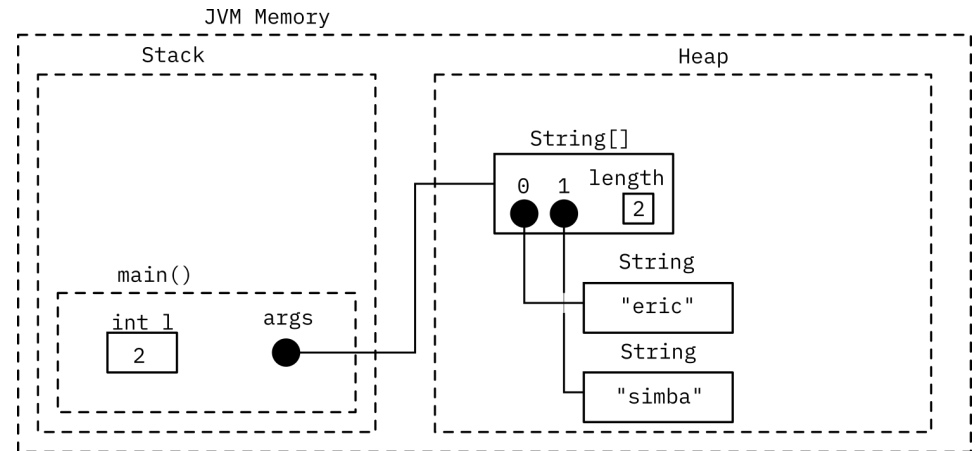 JVM Memory
Stack
Heap
String[]
0 1 length
2
String
main()
"eric"
int l
args
String
2
"simba"